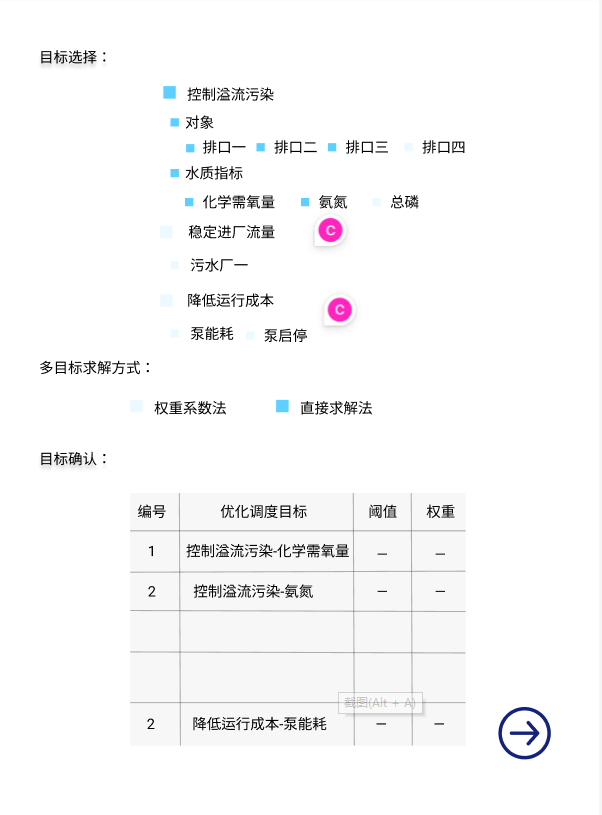 目标选择：
控制溢流污染
对象
排口一 排口二 排口三 排口四
水质指标
化学需氧量 氨氮 总磷
稳定进厂流量
C
污水厂一
降低运行成本
C
泵能耗 泵启停
多目标求解方式：
权重系数法 直接求解法
目标确认：
编号 优化调度目标 阈值 权重
1 控制溢流污染-化学需氧量 — —
2 控制溢流污染-氨氮 — —
截图(Alt + A)
2 降低运行成本-泵能耗 — —